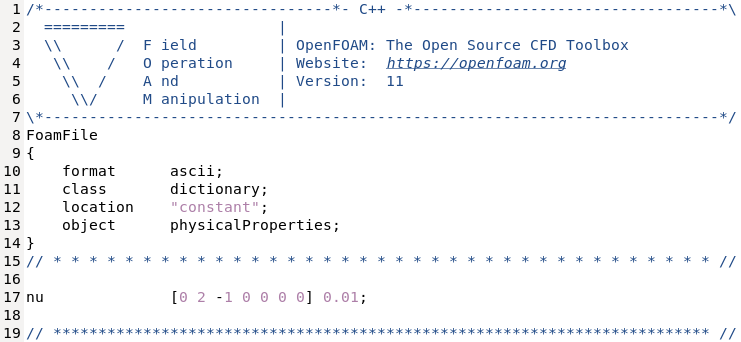 1 /*--------------------------------*- C++ -*----------------------------------*\
2   =========                 |
3   \\      /  F ield         | OpenFOAM: The Open Source CFD Toolbox
4    \\    /   O peration     | Website:  https://openfoam.org
5     \\  /    A nd           | Version:  11
6      \\/     M anipulation  |
7 \*---------------------------------------------------------------------------*/
8 FoamFile
9 {
10     format      ascii;
11     class       dictionary;
12     location    "constant";
13     object      physicalProperties;
14 }
15 // * * * * * * * * * * * * * * * * * * * * * * * * * * * * * * * * * * * * * //
16
17 nu              [0 2 -1 0 0 0 0] 0.01;
18
19 // ************************************************************************* //